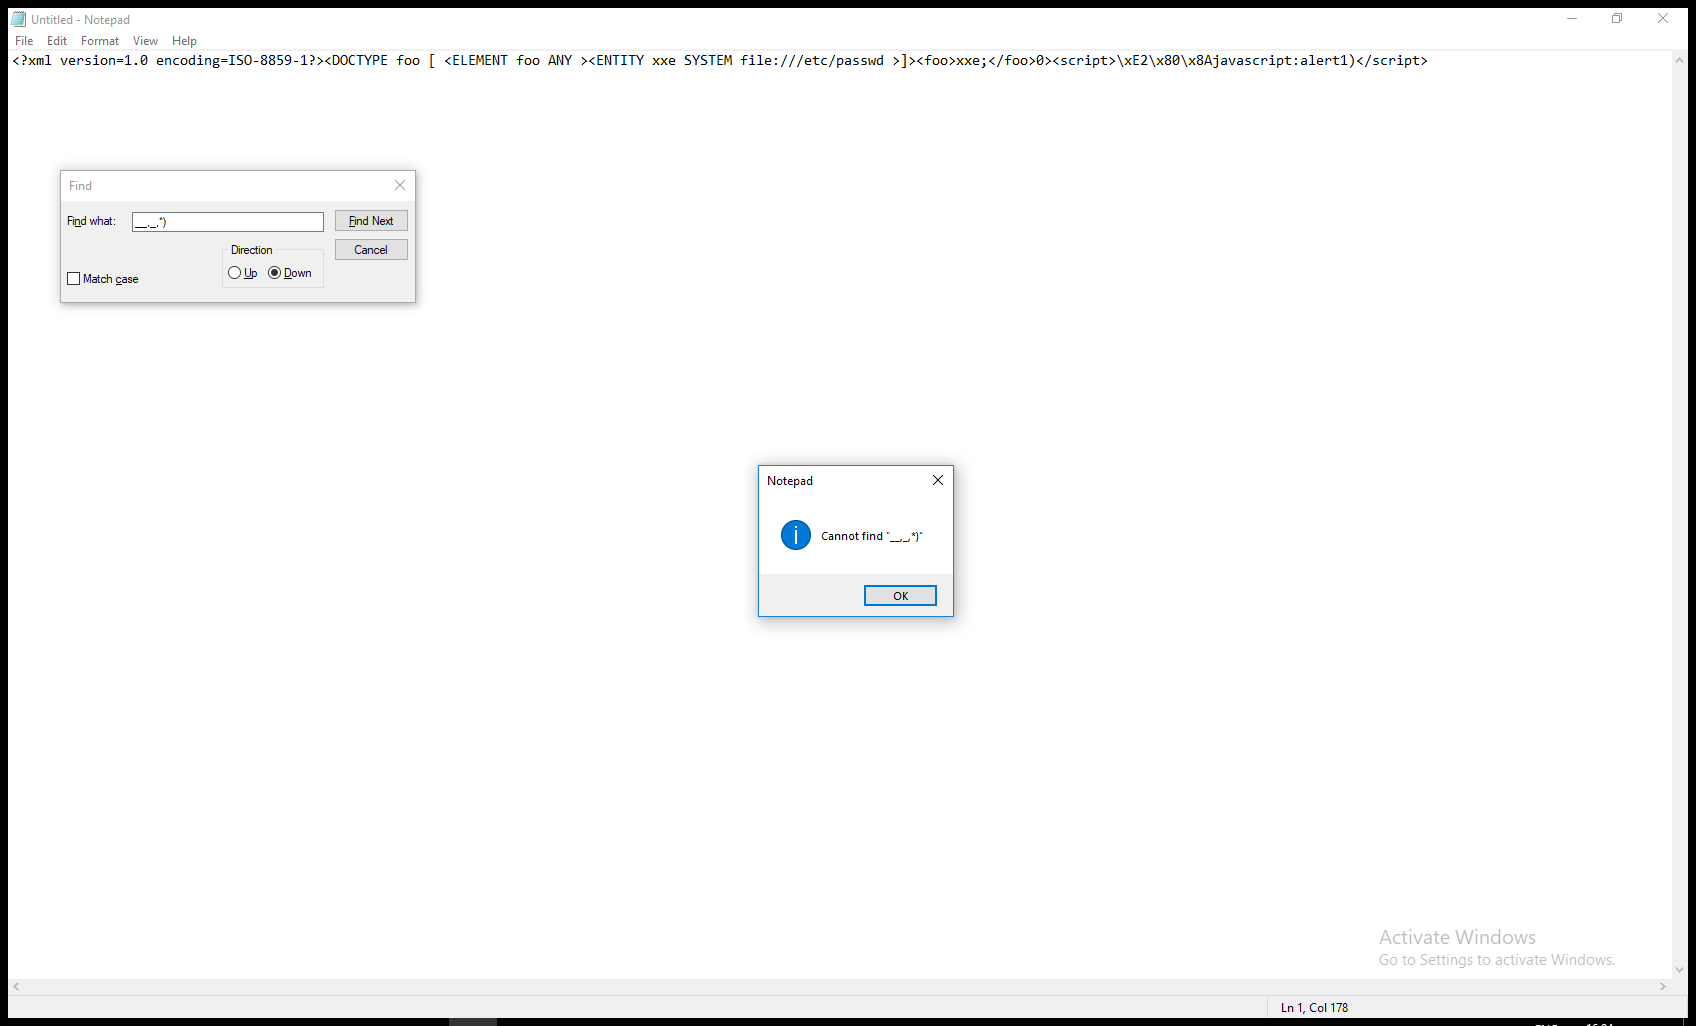 Untitled - Notepad
File Edit Format View Help
<?xml version=1.0 encoding=ISO-8859-1?><DOCTYPE foo [ <ELEMENT foo ANY ><ENTITY xxe SYSTEM file:///etc/passwd >]><foo>xxe;</foo>0><script>\xE2\x80\x8Ajavascript:alert1)</script>
Find
Find what: __,_,*) Find Next
Direction Cancel
Up Down
Match case
Notepad
Cannot find "__,_,*)"
OK
Activate Windows
Go to Settings to activate Windows.
Ln 1, Col 178